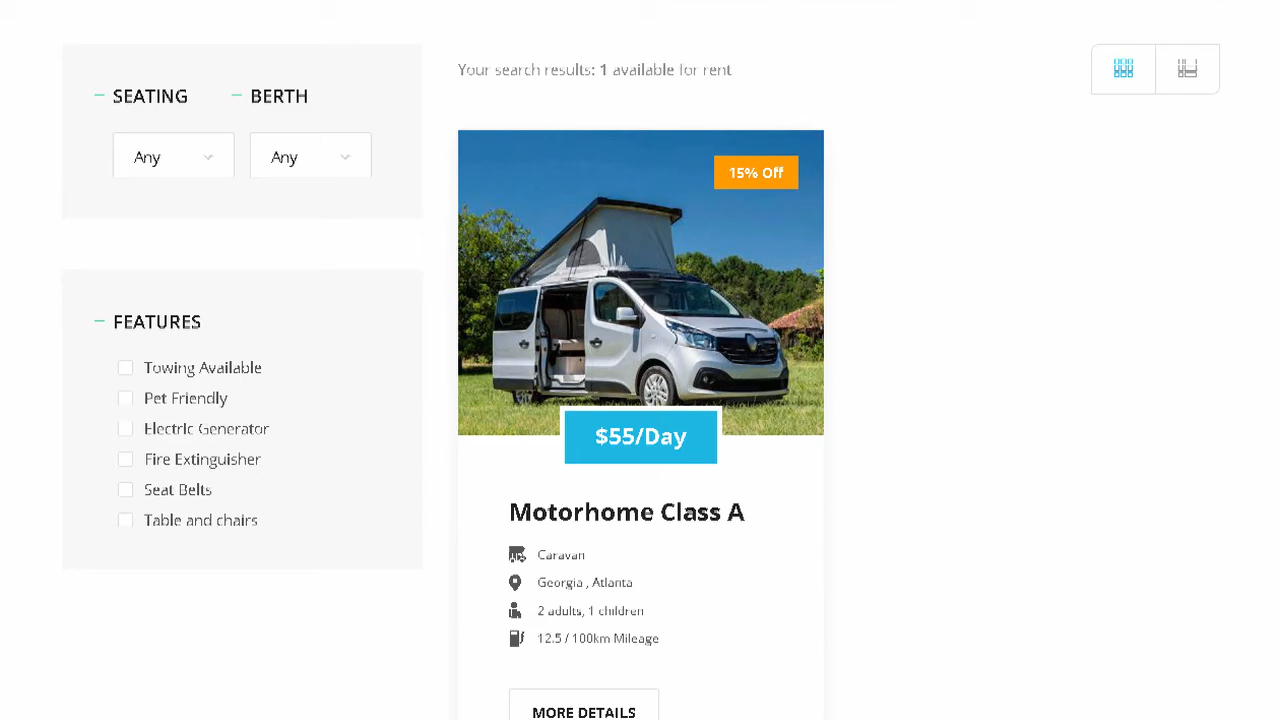 SEATING
BERTH
Any
Any
FEATURES
Towing Available
Pet Friendly
Electric Generator
Fire Extinguisher
Seat Belts
Table and chairs
Your search results: 1 available for rent
15% Off
$55/Day
Motorhome Class A
Caravan
Georgia , Atlanta
2 adults, 1 children
12.5 / 100km Mileage
MORE DETAILS